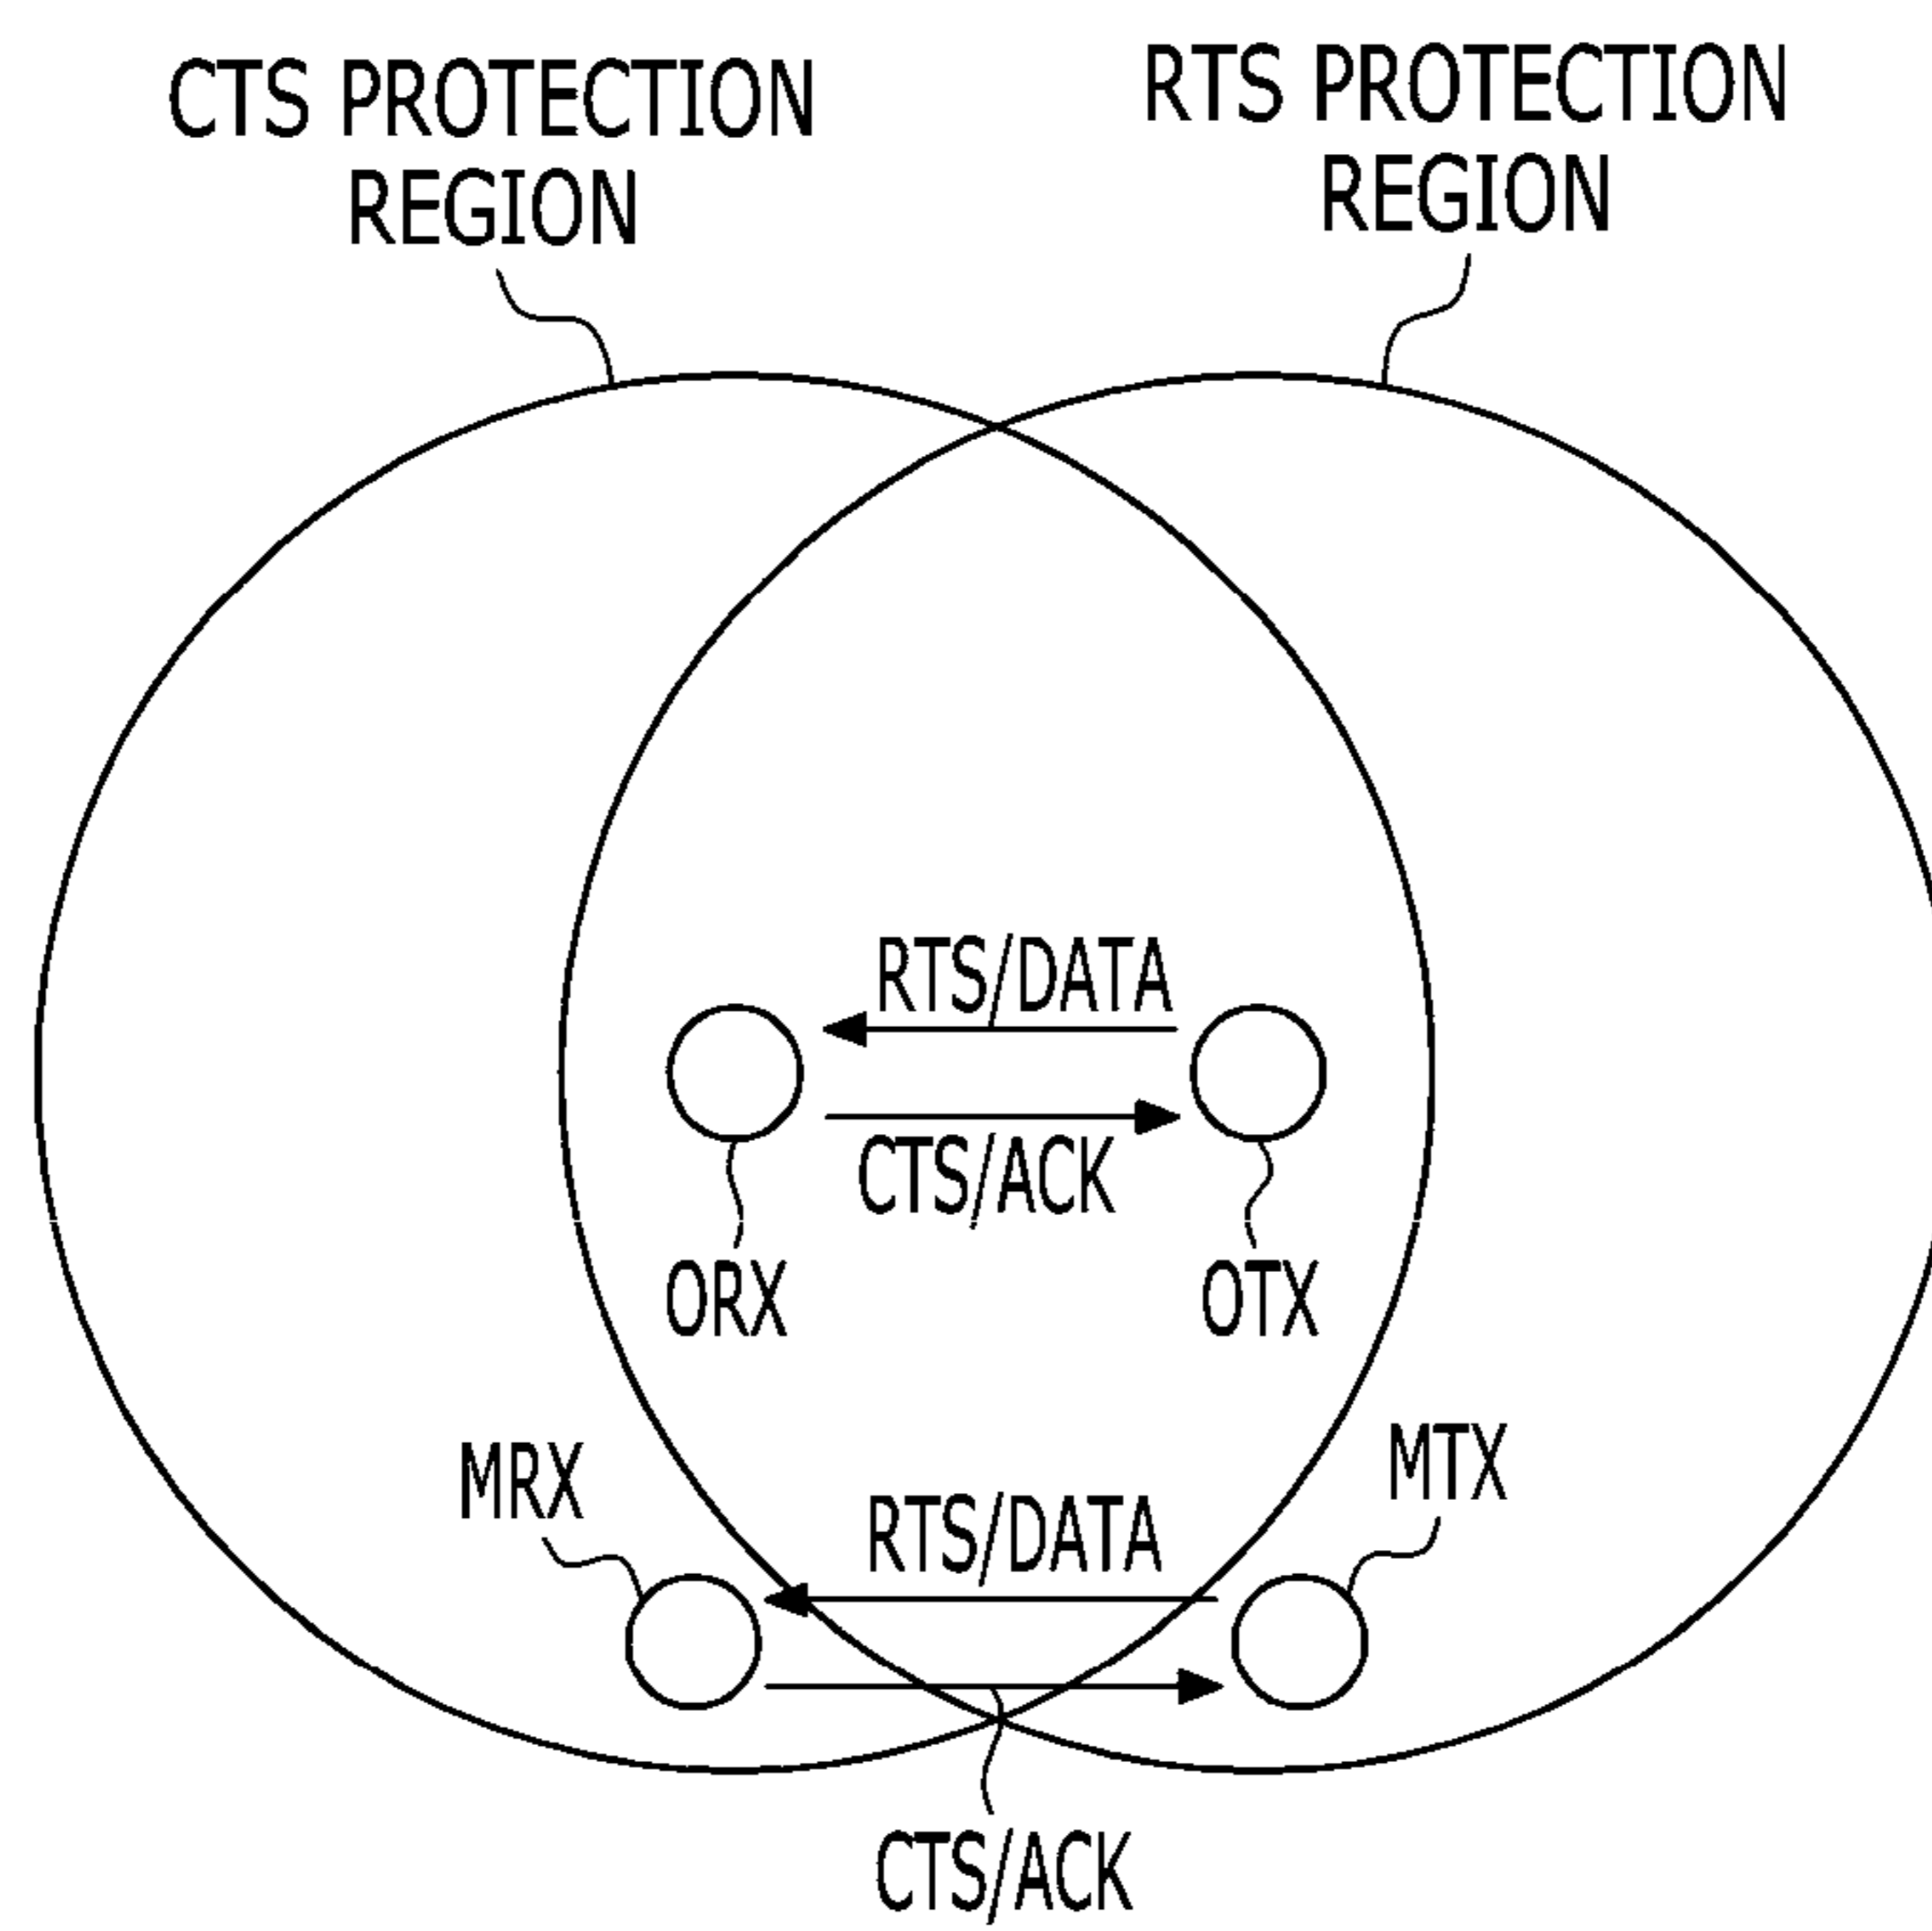 CTS PROTECTION
REGION
RTS PROTECTION
REGION
RTS/DATA
CTS/ACK
ORX
OTX
MRX
MTX
RTS/DATA
CTS/ACK